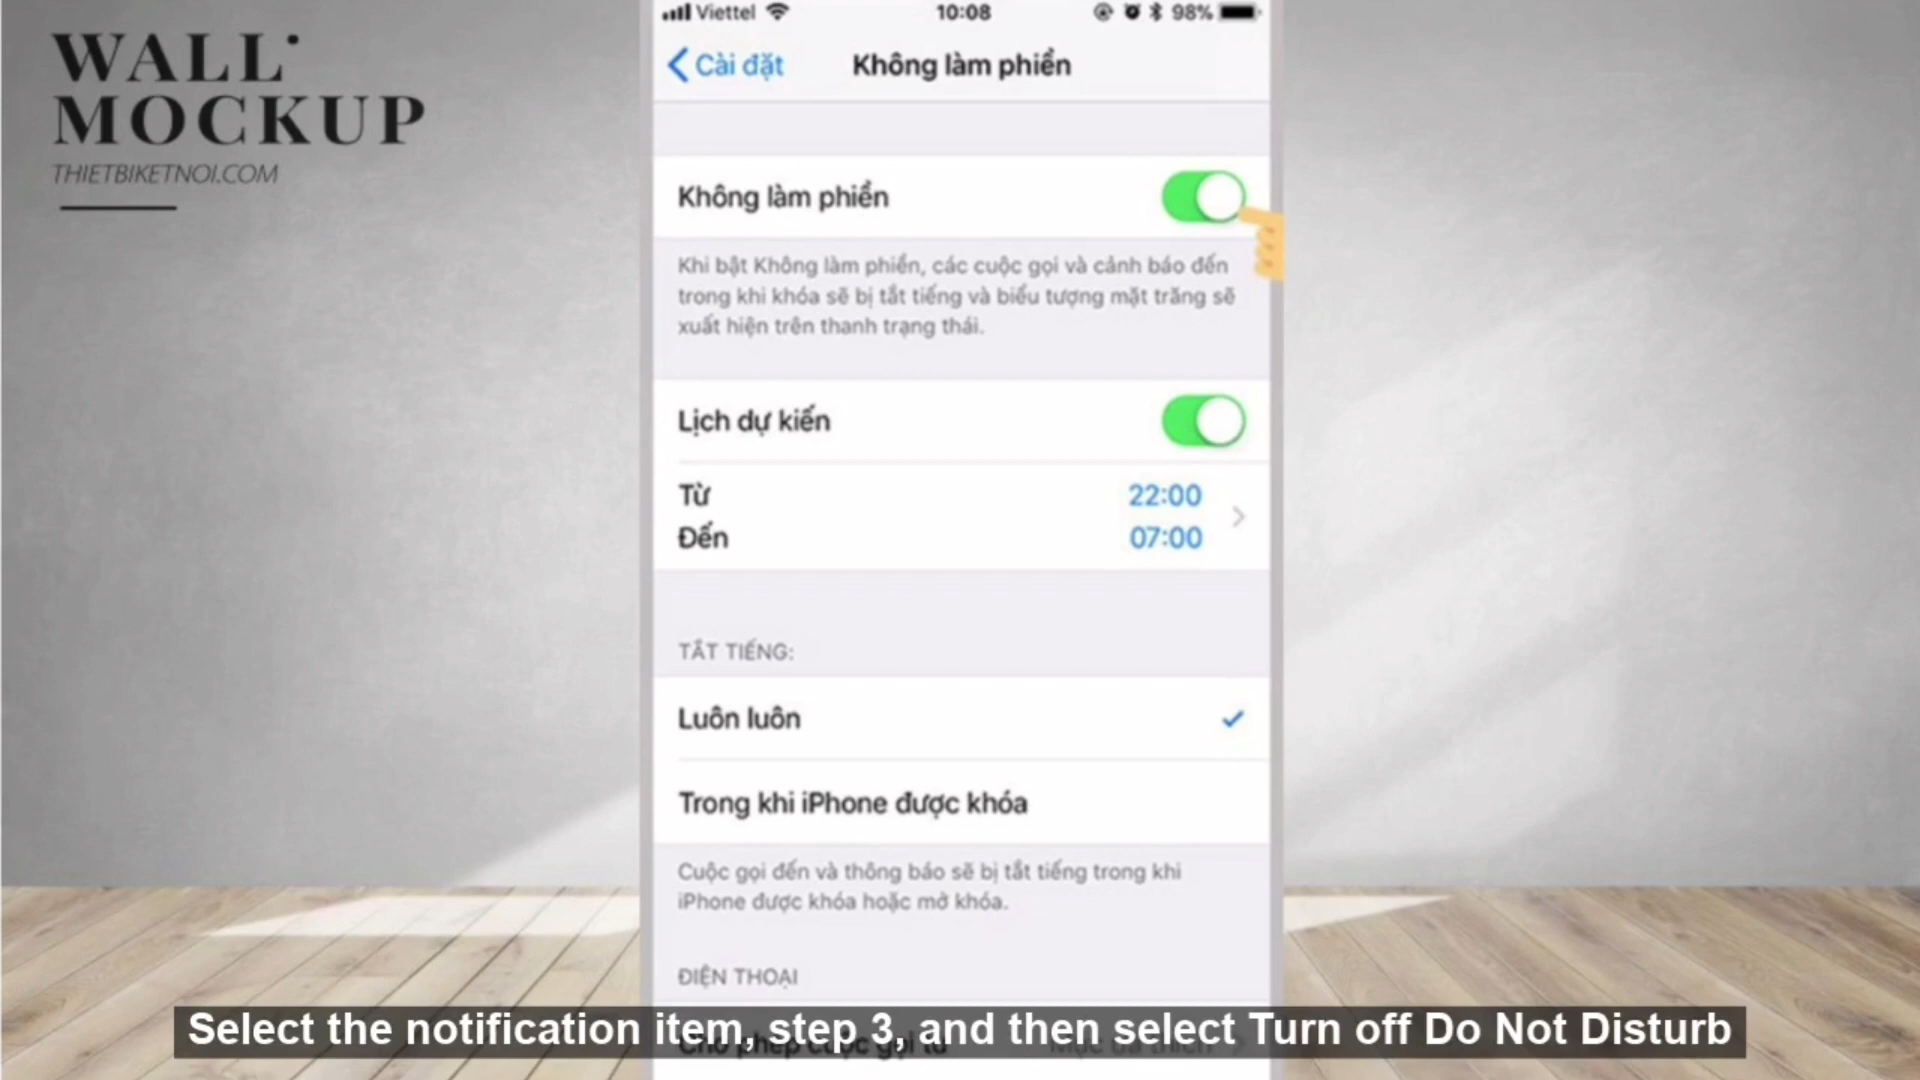 WALL
MOCKUP
THIETBIKETNOI.COM
Viettel 10:08 98%
Cài đặt Không làm phiền
Không làm phiền
Khi bật Không làm phiền, các cuộc gọi và cảnh báo đến
trong khi khóa sẽ bị tắt tiếng và biểu tượng mặt trăng sẽ
xuất hiện trên thanh trạng thái.
Lịch dự kiến
Từ 22:00
Đến 07:00
TẮT TIẾNG:
Luôn luôn
Trong khi iPhone được khóa
Cuộc gọi đến và thông báo sẽ bị tắt tiếng trong khi
iPhone được khóa hoặc mở khóa.
ĐIỆN THOẠI
Select the notification item, step 3, and then select Turn off Do Not Disturb